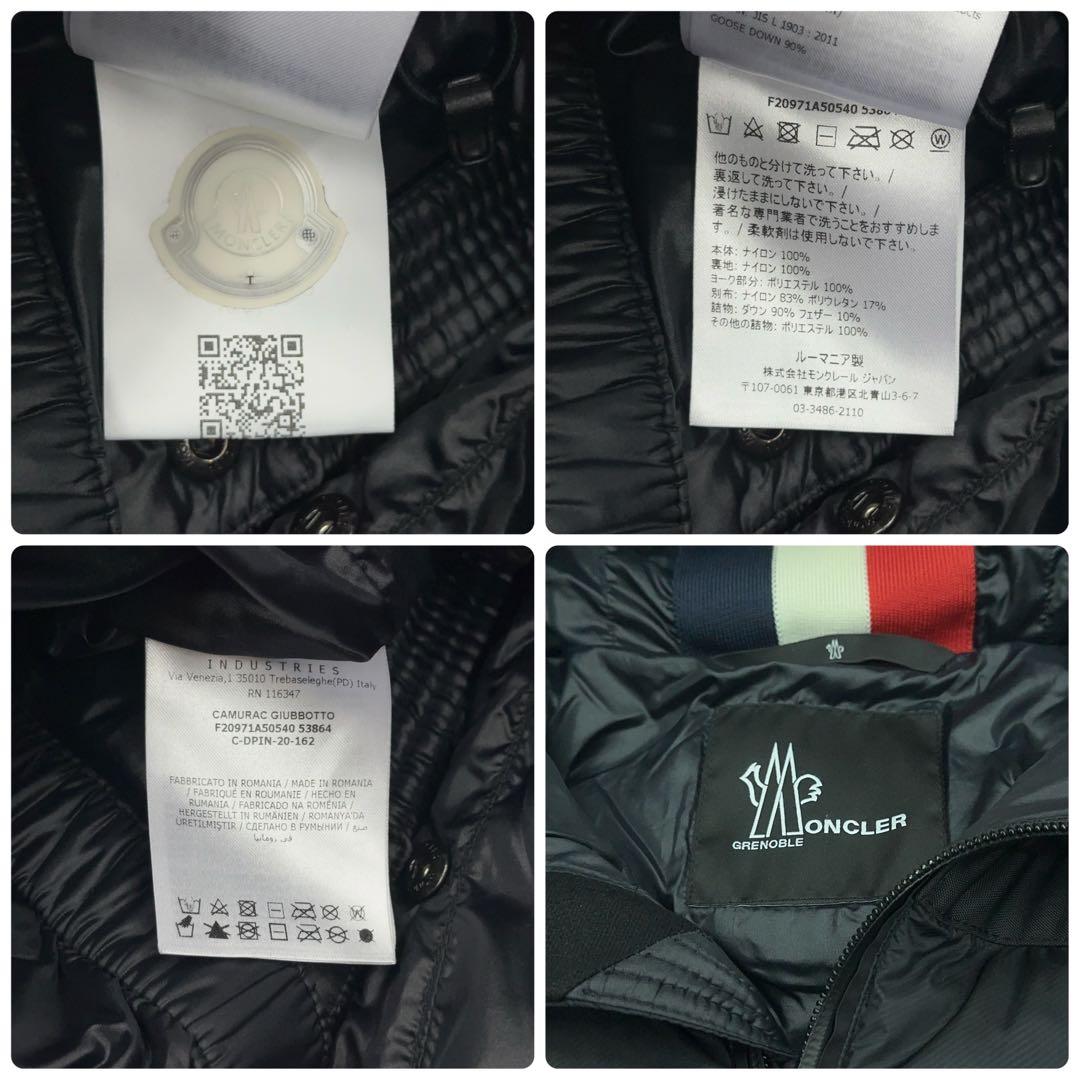 MONCLER
T
JIS L 1903 : 2011
GOOSE DOWN 90%
F20971A50540
他のものと分けて洗って下さい。/
裏返して洗って下さい。/
浸けたままにしないで下さい。/
著名な専門業者で洗うことをおすすめしま
す。/ 柔軟剤は使用しないで下さい。
本体: ナイロン 100%
裏地: ナイロン 100%
ヨーク部分: ポリエステル 100%
別布: ナイロン 83% ポリウレタン 17%
詰物: ダウン 90% フェザー 10%
その他の詰物: ポリエステル 100%
ルーマニア製
株式会社モンクレール ジャパン
〒107-0061 東京都港区北青山3-6-7
03-3486-2110
INDUSTRIES
Via Venezia,1 35010 Trebaseleghe(PD) Italy
RN 116347
CAMURAC GIUBBOTTO
F20971A50540 53864
C-DPIN-20-162
FABBRICATO IN ROMANIA / MADE IN ROMANIA
/ FABRIQUÉ EN ROUMANIE / HECHO EN
RUMANIA / FABRICADO NA ROMÉNIA /
HERGESTELLT IN RUMÄNIEN / ROMANYA'DA
ÜRETILMIŞTIR / СДЕЛАНО В РУМЫНИИ / صنع
في رومانيا
MONCLER
GRENOBLE